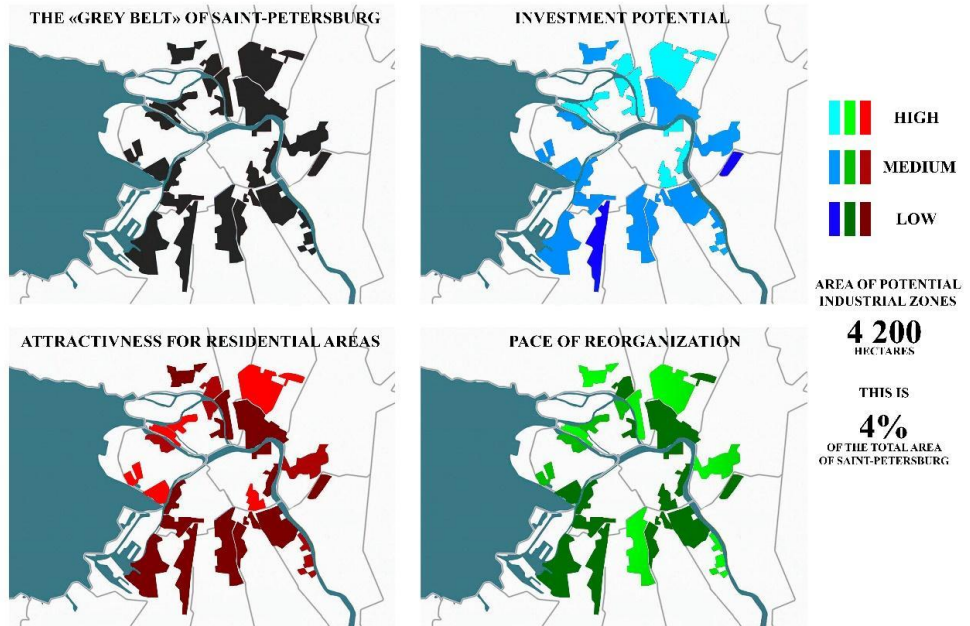 THE «GREY BELT» OF SAINT-PETERSBURG
INVESTMENT POTENTIAL
HIGH
MEDIUM
LOW
AREA OF POTENTIAL
INDUSTRIAL ZONES
4 200
HECTARES
ATTRACTIVNESS FOR RESIDENTIAL AREAS
PACE OF REORGANIZATION
THIS IS
4%
OF THE TOTAL AREA
OF SAINT-PETERSBURG